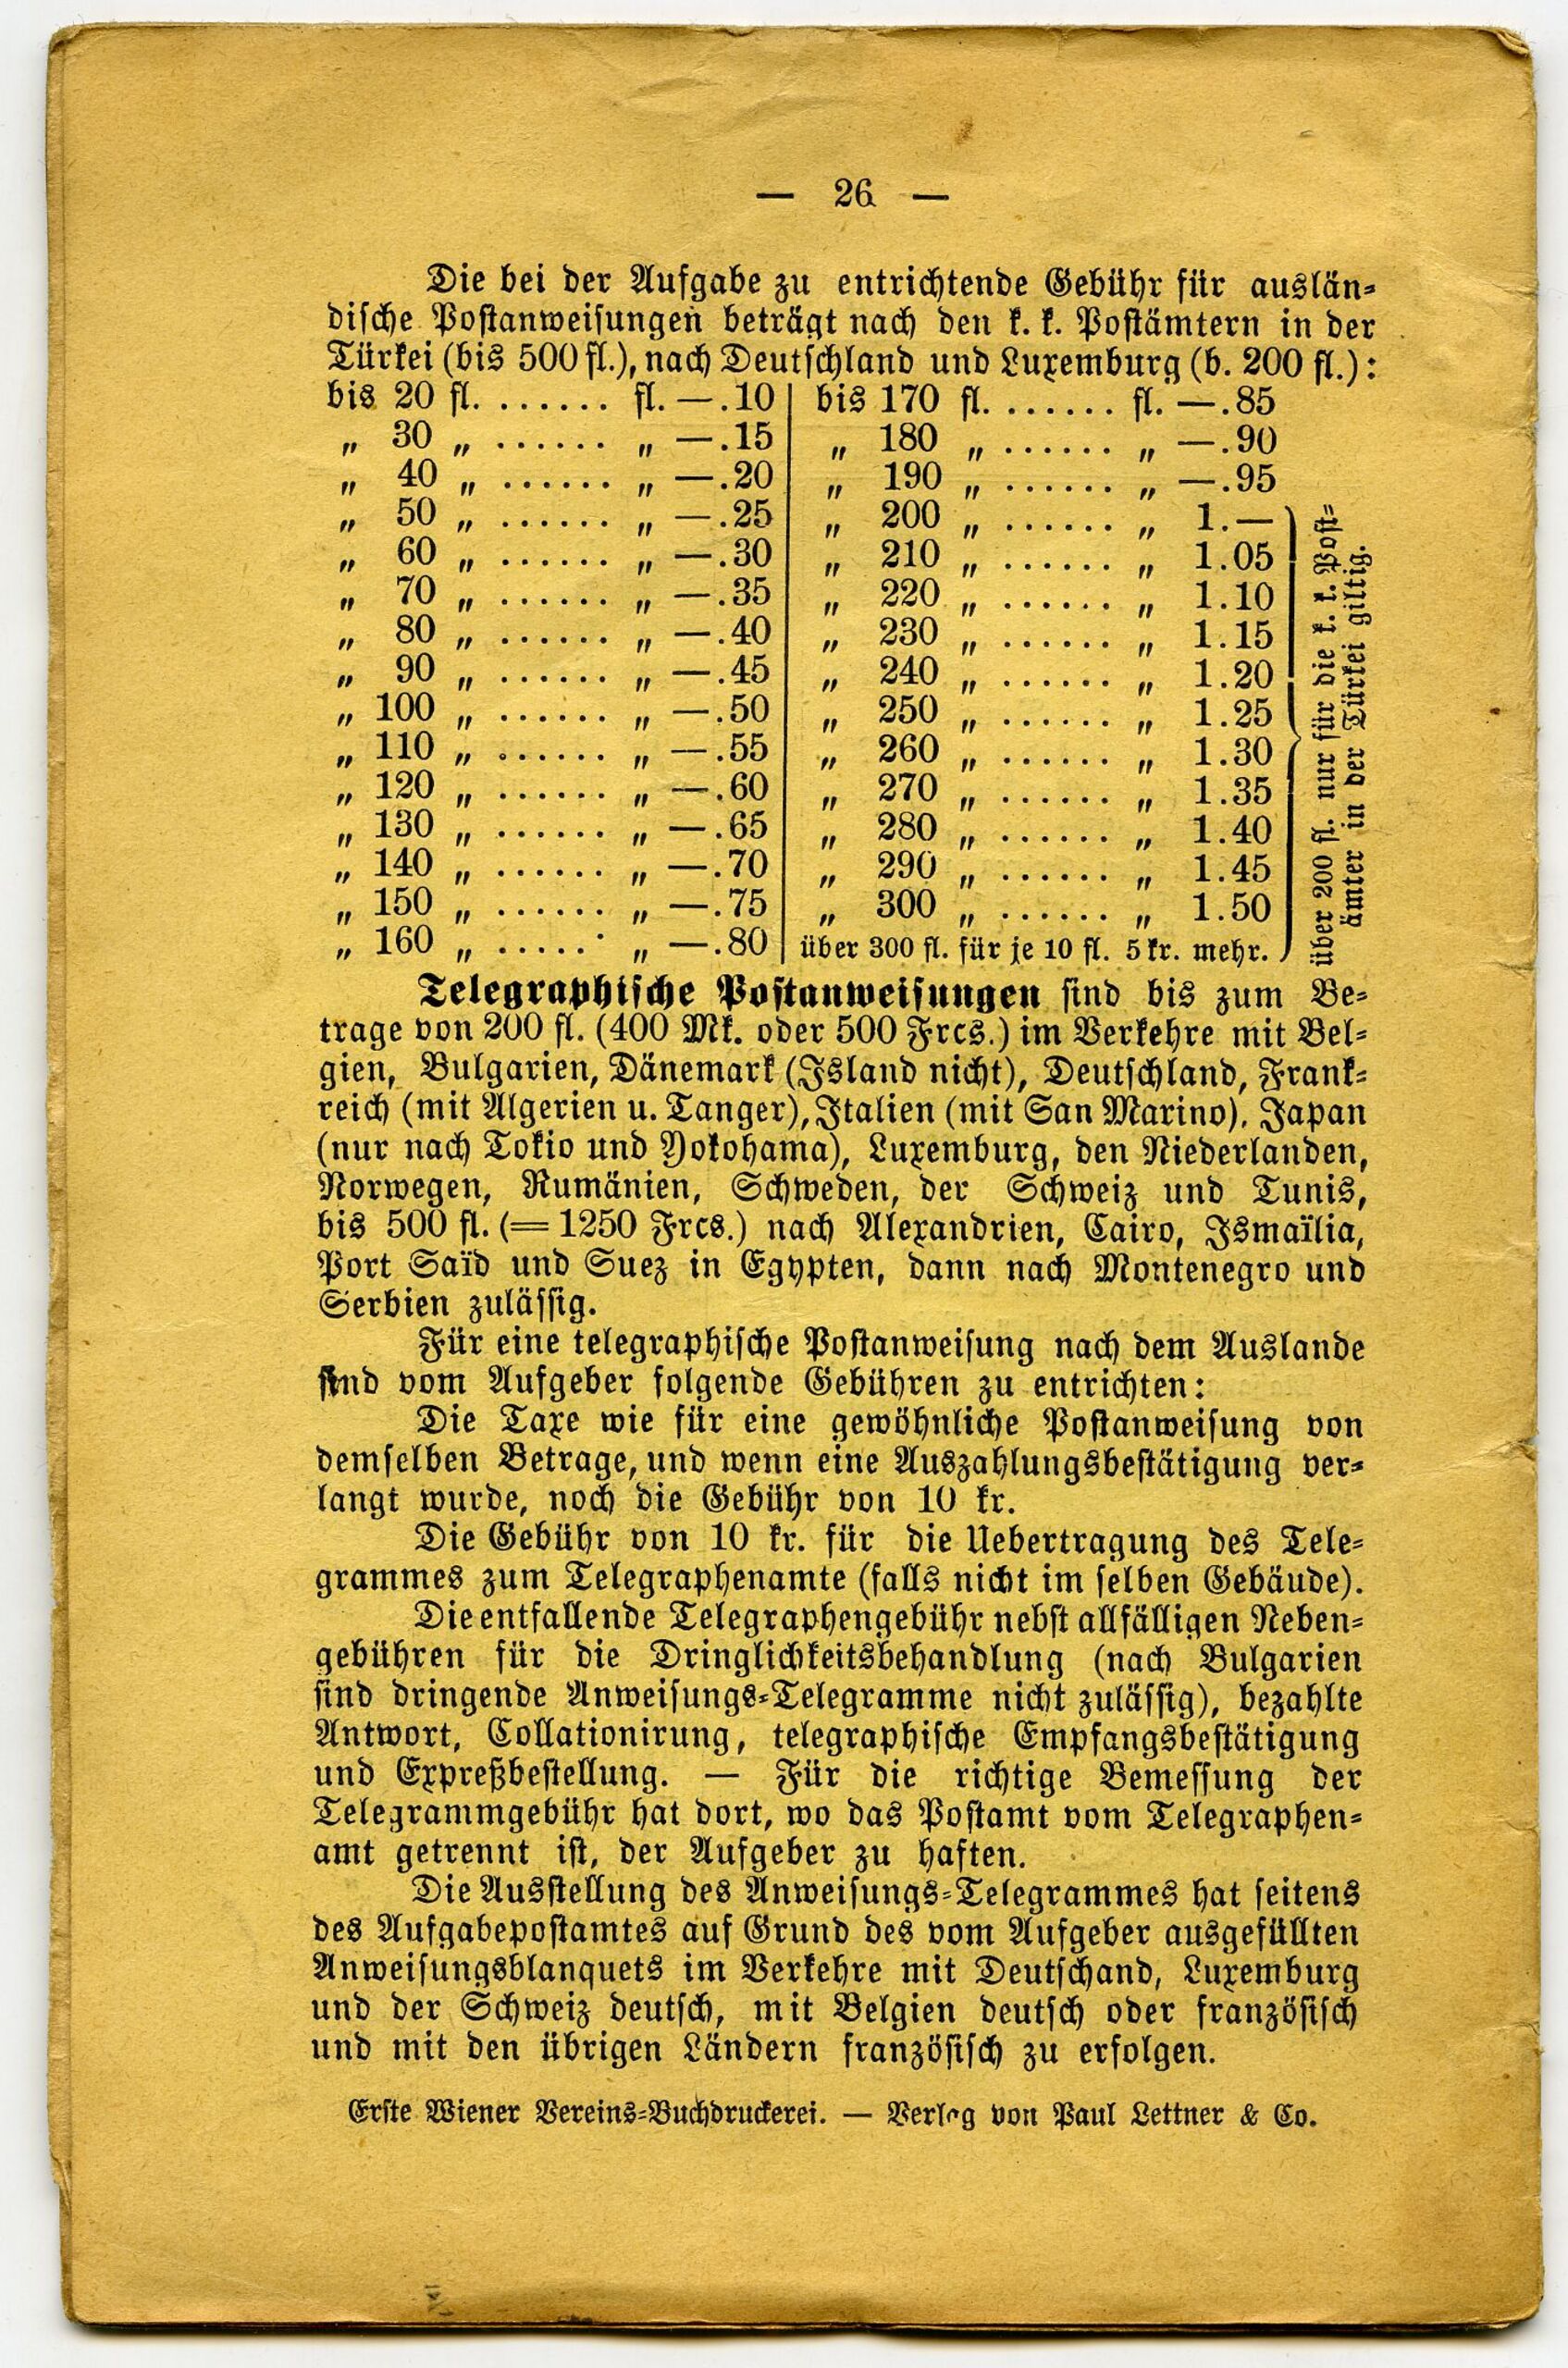 — 26 —
Die bei der Aufgabe zu entrichtende Gebühr für auslän-
dische Postanweisungen beträgt nach den k. k. Postämtern in der
Türkei (bis 500 fl.), nach Deutschland und Luxemburg (b. 200 fl.):
bis 20 fl. ....... fl. —.10
„ 30 „ ...... „ —.15
„ 40 „ ...... „ —.20
„ 50 „ ...... „ —.25
„ 60 „ ...... „ —.30
„ 70 „ ...... „ —.35
„ 80 „ ...... „ —.40
„ 90 „ ...... „ —.45
„ 100 „ ...... „ —.50
„ 110 „ ...... „ —.55
„ 120 „ ...... „ —.60
„ 130 „ ...... „ —.65
„ 140 „ ...... „ —.70
„ 150 „ ...... „ —.75
„ 160 „ ...... „ —.80
bis 170 fl. ....... fl. —.85
„ 180 „ ...... „ —.90
„ 190 „ ...... „ —.95
„ 200 „ ...... „ 1.—
„ 210 „ ...... „ 1.05
„ 220 „ ...... „ 1.10
„ 230 „ ...... „ 1.15
„ 240 „ ...... „ 1.20
„ 250 „ ...... „ 1.25
„ 260 „ ...... „ 1.30
„ 270 „ ...... „ 1.35
„ 280 „ ...... „ 1.40
„ 290 „ ...... „ 1.45
„ 300 „ ...... „ 1.50
über 300 fl. für je 10 fl. 5 kr. mehr.
über 200 fl. nur für die k. k. Post-
ämter in der Türkei giltig.
Telegraphische Postanweisungen sind bis zum Be-
trage von 200 fl. (400 Mk. oder 500 Frcs.) im Verkehre mit Bel-
gien, Bulgarien, Dänemark (Island nicht), Deutschland, Frank-
reich (mit Algerien u. Tanger), Italien (mit San Marino), Japan
(nur nach Tokio und Yokohama), Luxemburg, den Niederlanden,
Norwegen, Rumänien, Schweden, der Schweiz und Tunis,
bis 500 fl. (= 1250 Frcs.) nach Alexandrien, Cairo, Ismaïlia,
Port Saïd und Suez in Egypten, dann nach Montenegro und
Serbien zulässig.
Für eine telegraphische Postanweisung nach dem Auslande
sind vom Aufgeber folgende Gebühren zu entrichten:
Die Taxe wie für eine gewöhnliche Postanweisung von
demselben Betrage, und wenn eine Auszahlungsbestätigung ver-
langt wurde, noch die Gebühr von 10 kr.
Die Gebühr von 10 kr. für die Uebertragung des Tele-
grammes zum Telegraphenamte (falls nicht im selben Gebäude).
Die entfallende Telegraphengebühr nebst allfälligen Neben-
gebühren für die Dringlichkeitsbehandlung (nach Bulgarien
sind dringende Anweisungs-Telegramme nicht zulässig), bezahlte
Antwort, Collationirung, telegraphische Empfangsbestätigung
und Expreßbestellung. — Für die richtige Bemessung der
Telegrammgebühr hat dort, wo das Postamt vom Telegraphen-
amt getrennt ist, der Aufgeber zu haften.
Die Ausstellung des Anweisungs-Telegrammes hat seitens
des Aufgabepostamtes auf Grund des vom Aufgeber ausgefüllten
Anweisungsblanquets im Verkehre mit Deutschand, Luxemburg
und der Schweiz deutsch, mit Belgien deutsch oder französisch
und mit den übrigen Ländern französisch zu erfolgen.
Erste Wiener Vereins-Buchdruckerei. — Verlag von Paul Lettner & Co.